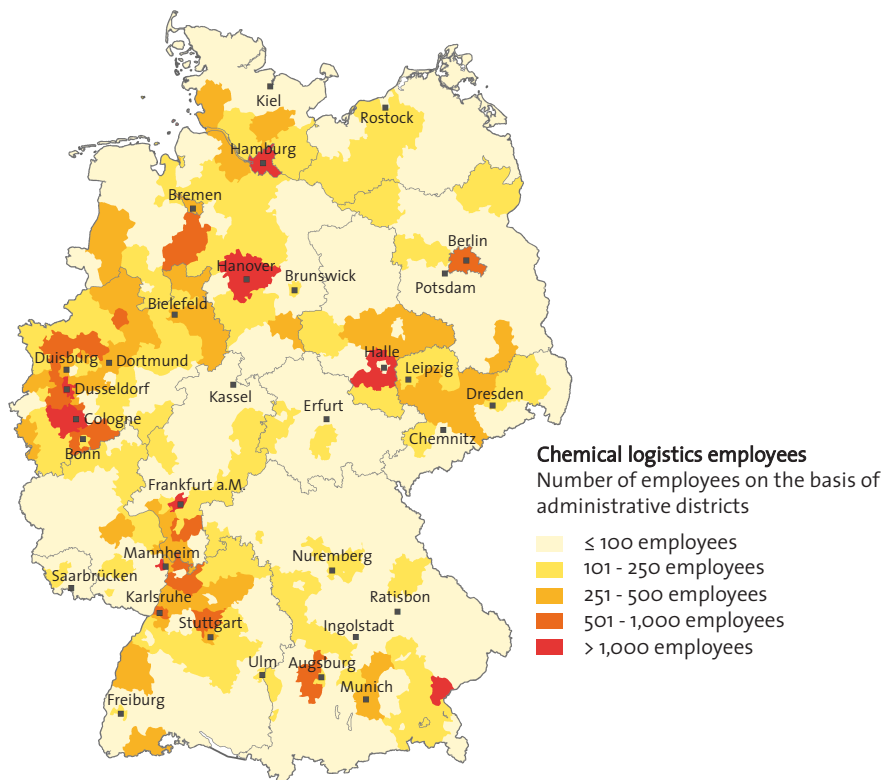 Kiel
Rostock
Hamburg
Bremen
Berlin
Hanover
Brunswick
Potsdam
Bielefeld
Halle
Duisburg
Dortmund
Leipzig
Dusseldorf
Kassel
Dresden
Erfurt
Cologne
Chemnitz
Bonn
Frankfurt a.M.
Mannheim
Nuremberg
Saarbrücken
Karlsruhe
Ratisbon
Stuttgart
Ingolstadt
Ulm
Augsburg
Munich
Freiburg
Chemical logistics employees
Number of employees on the basis of
administrative districts
≤ 100 employees
101 - 250 employees
251 - 500 employees
501 - 1,000 employees
> 1,000 employees